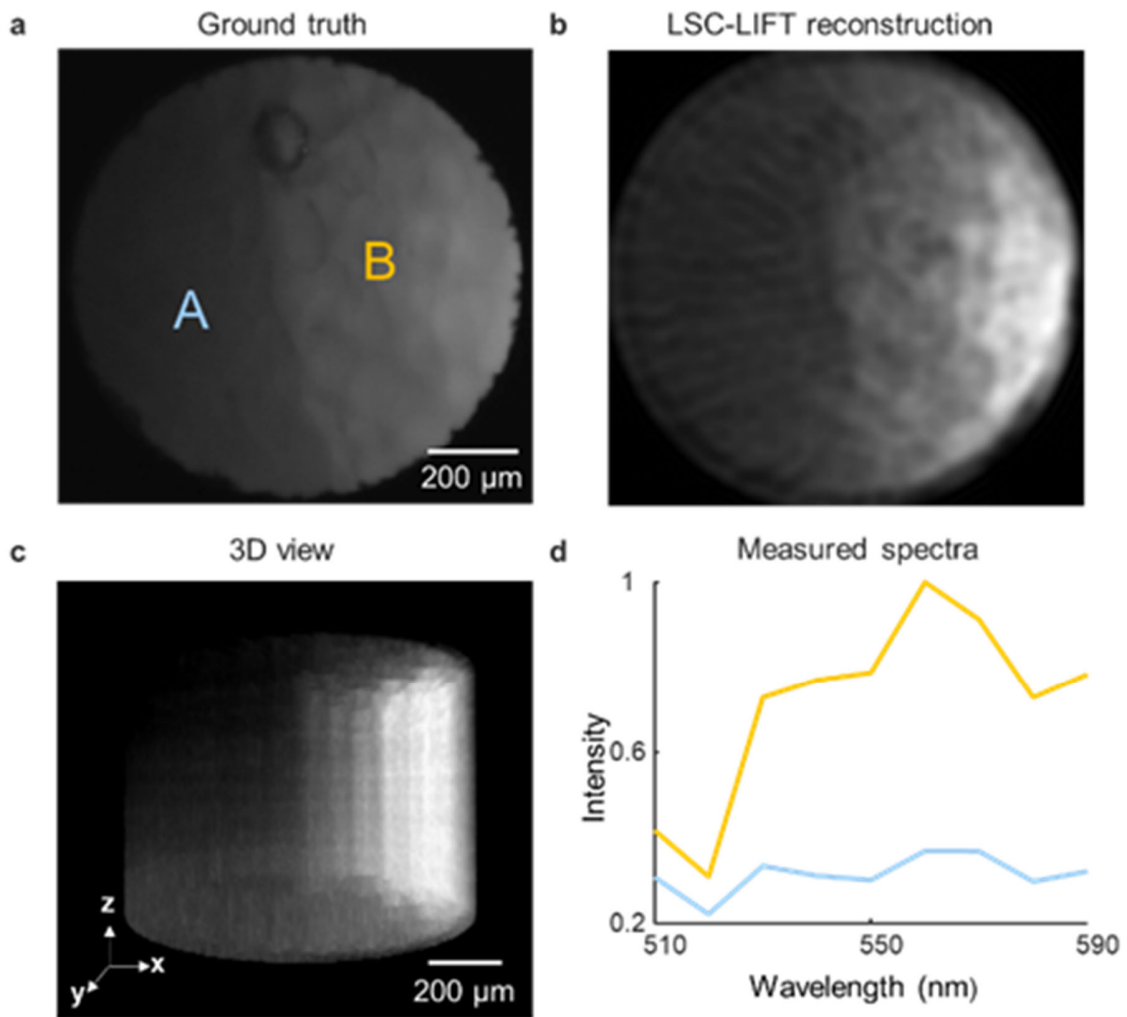 a Ground truth
b LSC-LIFT reconstruction
A
B
200 μm
c 3D view
z
x
y
200 μm
d Measured spectra
1
0.6
0.2
Intensity
510 550 590
Wavelength (nm)